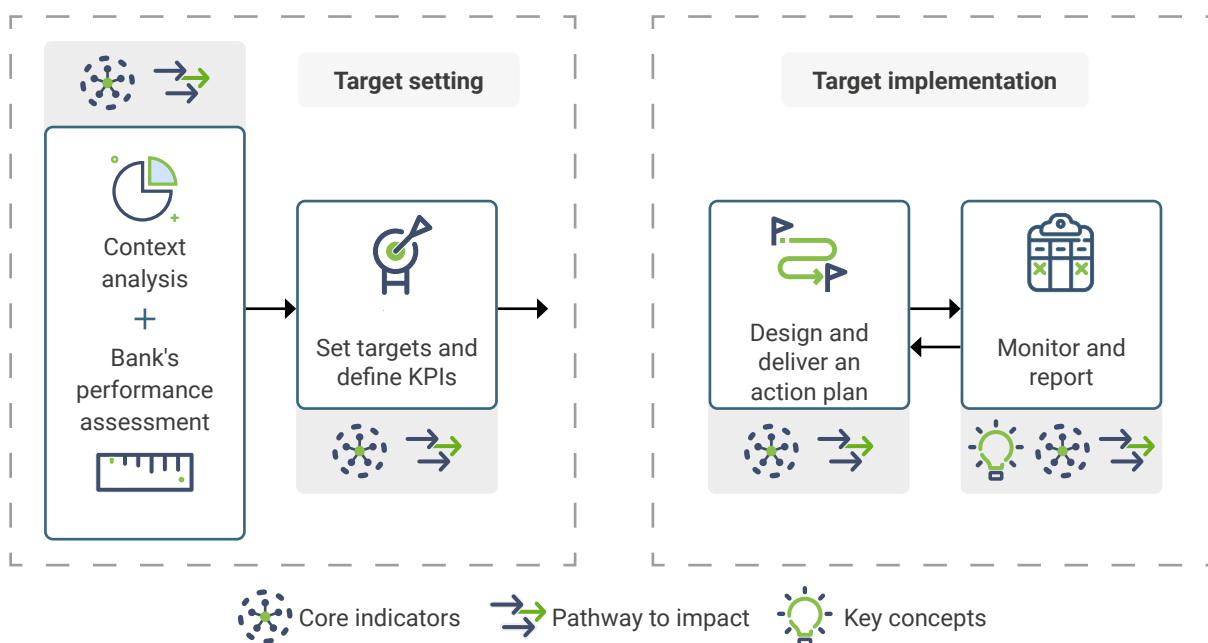 Target setting
Context
analysis
+
Bank's
performance
assessment
Set targets and
define KPIs
Target implementation
Design and
deliver an
action plan
Monitor and
report
Core indicators
Pathway to impact
Key concepts